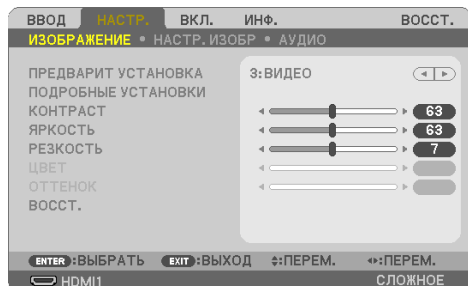 ВВОД НАСТР. ВКЛ. ИНФ. ВОССТ.
ИЗОБРАЖЕНИЕ • НАСТР.ИЗОБР • АУДИО
ПРЕДВАРИТ УСТАНОВКА 3:ВИДЕО
ПОДРОБНЫЕ УСТАНОВКИ
КОНТРАСТ 63
ЯРКОСТЬ 63
РЕЗКОСТЬ 7
ЦВЕТ
ОТТЕНОК
ВОССТ.
ENTER:ВЫБРАТЬ EXIT:ВЫХОД :ПЕРЕМ. :ПЕРЕМ.
HDMI1 СЛОЖНОЕ